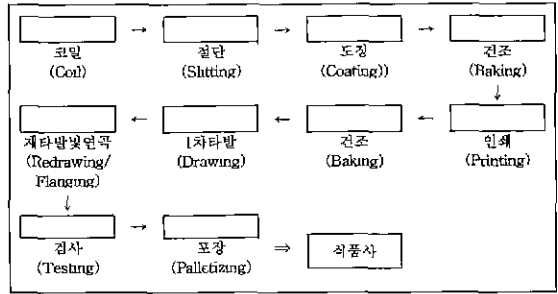 코일 → 절단 → 도장 → 건조
(Coil) (Slitting) (Coating)) (Baking)
↓
← ← ←
재타발및연곡 1차타발 건조 인쇄
(Redrawing/ (Drawing) (Baking) (Printing)
Flanging)
↓
→ ⇒ 식품사
검사 포장
(Testing) (Palletizing)